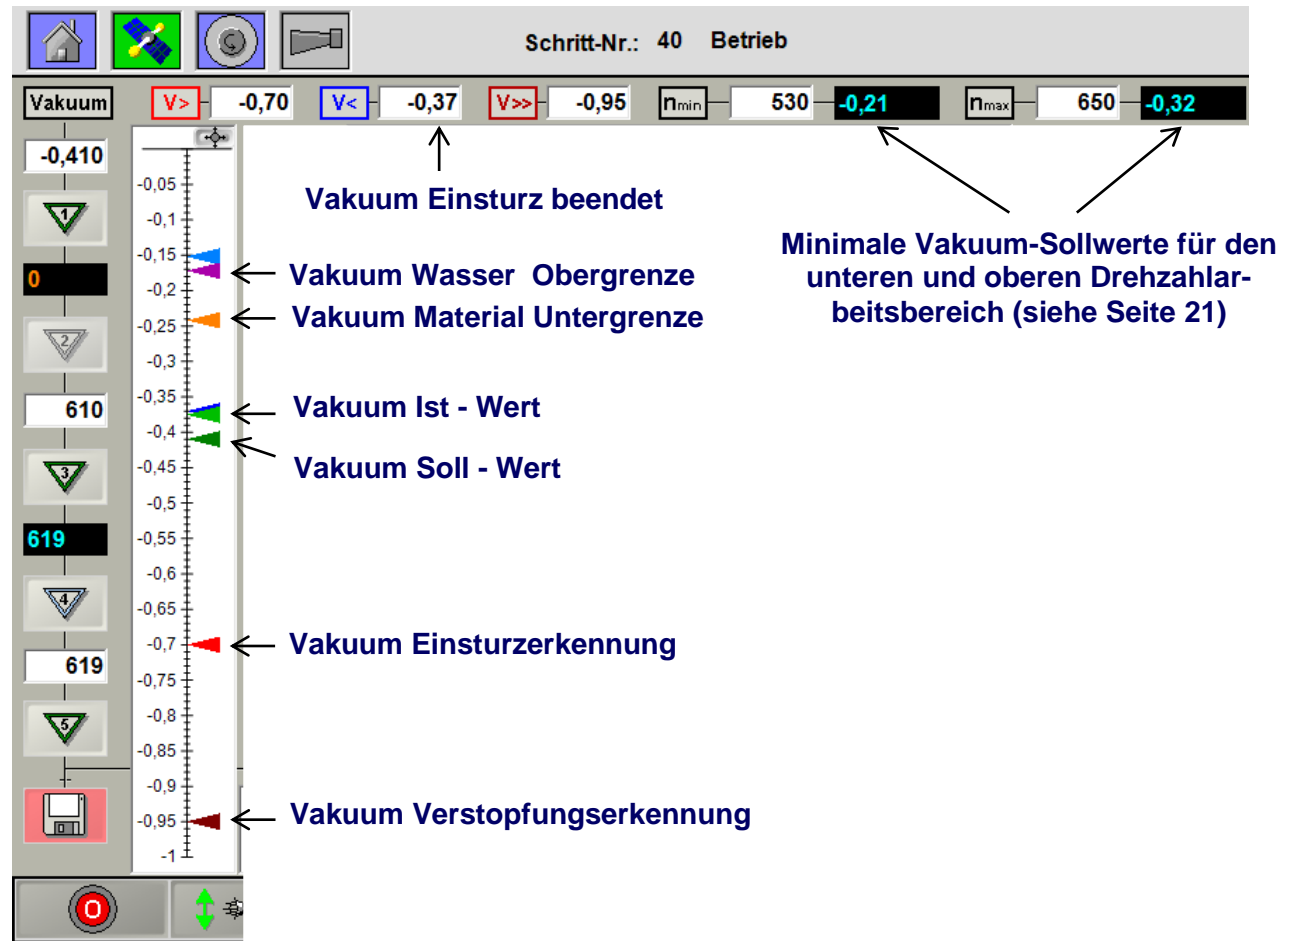 Schritt-Nr.: 40 Betrieb
Vakuum V> -0,70 V< -0,37 V>> -0,95 nmin 530 -0,21 nmax 650 -0,32
-0,410
1
0
2
610
3
619
4
619
5
-0,05
-0,1
-0,15
-0,2
-0,25
-0,3
-0,35
-0,4
-0,45
-0,5
-0,55
-0,6
-0,65
-0,7
-0,75
-0,8
-0,85
-0,9
-0,95
-1
Vakuum Einsturz beendet
Minimale Vakuum-Sollwerte für den
unteren und oberen Drehzahlar-
beitsbereich (siehe Seite 21)
Vakuum Wasser Obergrenze
Vakuum Material Untergrenze
Vakuum Ist - Wert
Vakuum Soll - Wert
Vakuum Einsturzerkennung
Vakuum Verstopfungserkennung
O